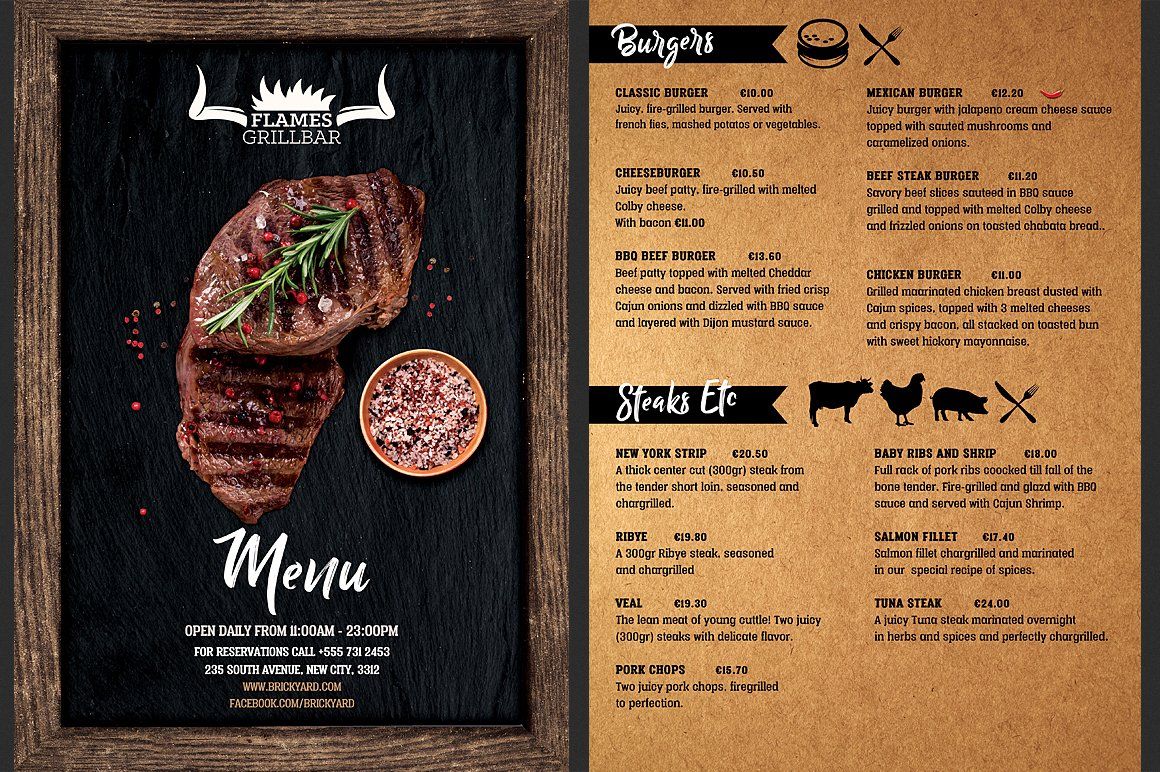 FLAMES
GRILLBAR
Menu
OPEN DAILY FROM 11:00AM - 23:00PM
FOR RESERVATIONS CALL +555 731 2453
235 SOUTH AVENUE, NEW CITY, 3312
WWW.BRICKYARD.COM
FACEBOOK.COM/BRICKYARD
Burgers
CLASSIC BURGER €10.00
Juicy, fire-grilled burger. Served with
french fies, mashed potatos or vegetables.
CHEESEBURGER €10.50
Juicy beef patty, fire-grilled with melted
Colby cheese.
With bacon €11.00
BBQ BEEF BURGER €13.60
Beef patty topped with melted Cheddar
cheese and bacon. Served with fried crisp
Cajun onions and dizzled with BBQ sauce
and layered with Dijon mustard sauce.
MEXICAN BURGER €12.20
Juicy burger with jalapeno cream cheese sauce
topped with sauted mushrooms and
caramelized onions.
BEEF STEAK BURGER €11.20
Savory beef slices sauteed in BBQ sauce
grilled and topped with melted Colby cheese
and frizzled onions on toasted chabata bread..
CHICKEN BURGER €11.00
Grilled maarinated chicken breast dusted with
Cajun spices, topped with 3 melted cheeses
and crispy bacon, all stacked on toasted bun
with sweet hickory mayonnaise.
Steaks Etc
NEW YORK STRIP €20.50
A thick center cut (300gr) steak from
the tender short loin, seasoned and
chargrilled.
RIBYE €19.80
A 300gr Ribye steak, seasoned
and chargrilled
VEAL €19.30
The lean meat of young cuttle! Two juicy
(300gr) steaks with delicate flavor.
PORK CHOPS €15.70
Two juicy pork chops, firegrilled
to perfection.
BABY RIBS AND SHRIP €18.00
Full rack of pork ribs coocked till fall of the
bone tender. Fire-grilled and glazd with BBQ
sauce and served with Cajun Shrimp.
SALMON FILLET €17.40
Salmon fillet chargrilled and marinated
in our special recipe of spices.
TUNA STEAK €24.00
A juicy Tuna steak marinated overnight
in herbs and spices and perfectly chargrilled.